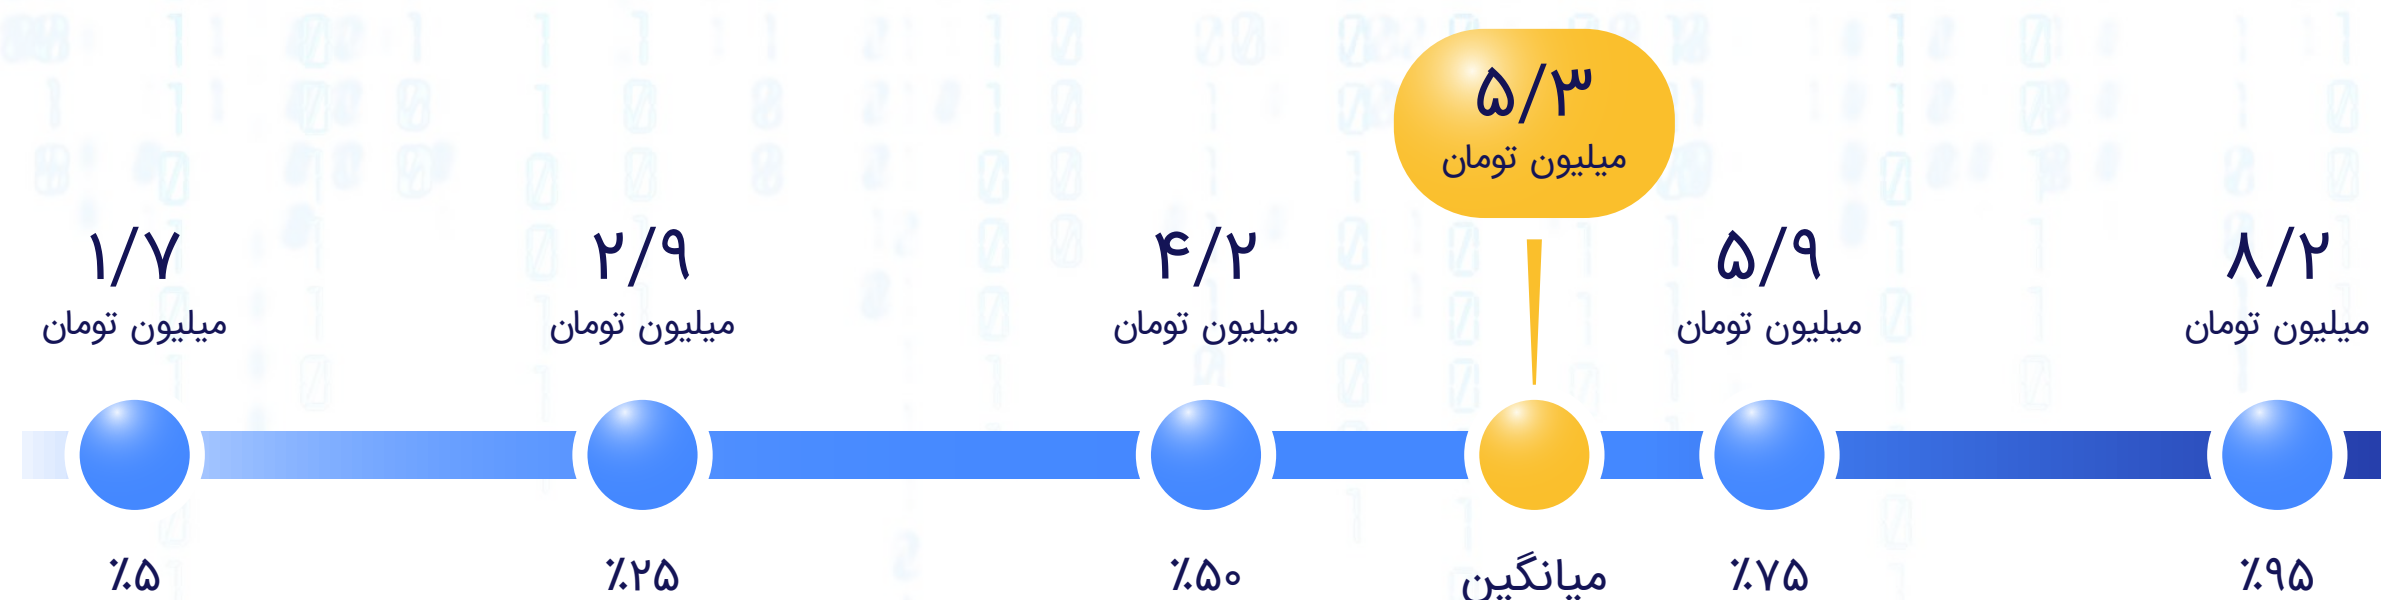 ۵/۳
میلیون تومان
۱/۷
میلیون تومان
۲/۹
میلیون تومان
۴/۲
میلیون تومان
۵/۹
میلیون تومان
۸/۲
میلیون تومان
٪۵
٪۲۵
٪۵۰
میانگین
٪۷۵
٪۹۵